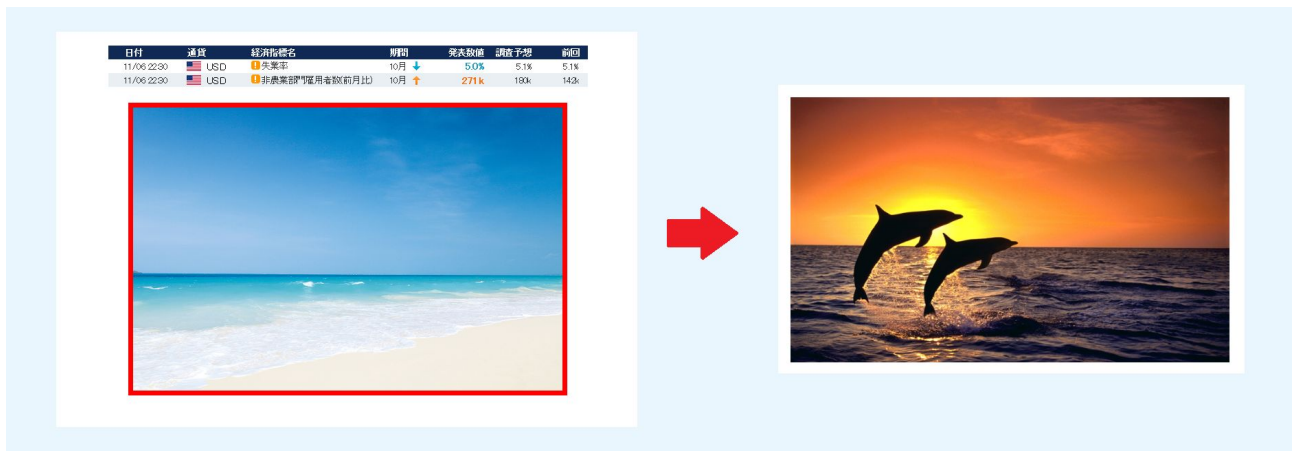 日付 通貨 経済指標名 期間 発表数値 調査予想 前回
11/06 22:30 USD ! 失業率 10月 ↓ 5.0% 5.1% 5.1%
11/06 22:30 USD ! 非農業部門雇用者数(前月比) 10月 ↑ 271k 180k 142k